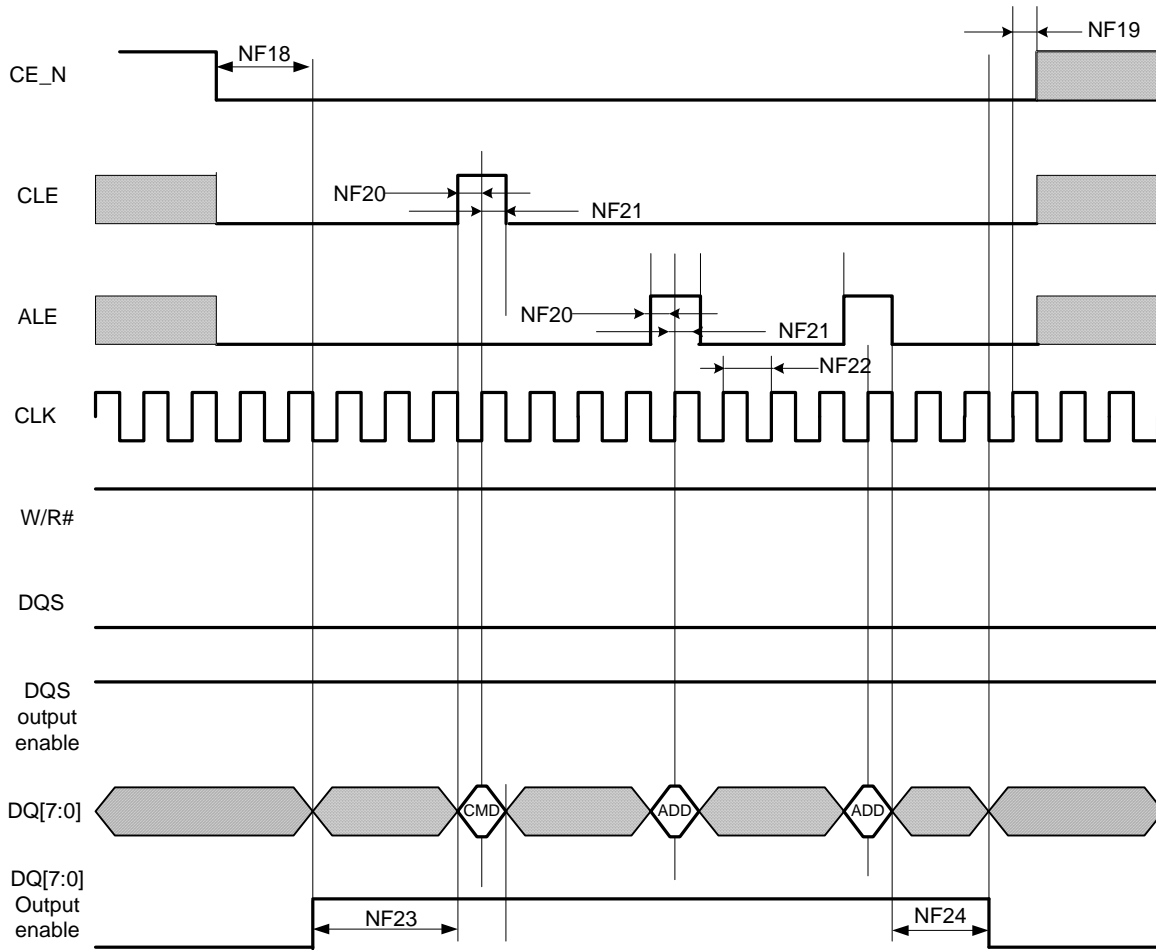 NF19
NF18
CE_N
CLE
NF20
NF21
ALE
NF20
NF21
NF22
CLK
W/R#
DQS
DQS
output
enable
DQ[7:0]
CMD
ADD
ADD
DQ[7:0]
Output
enable
NF23
NF24